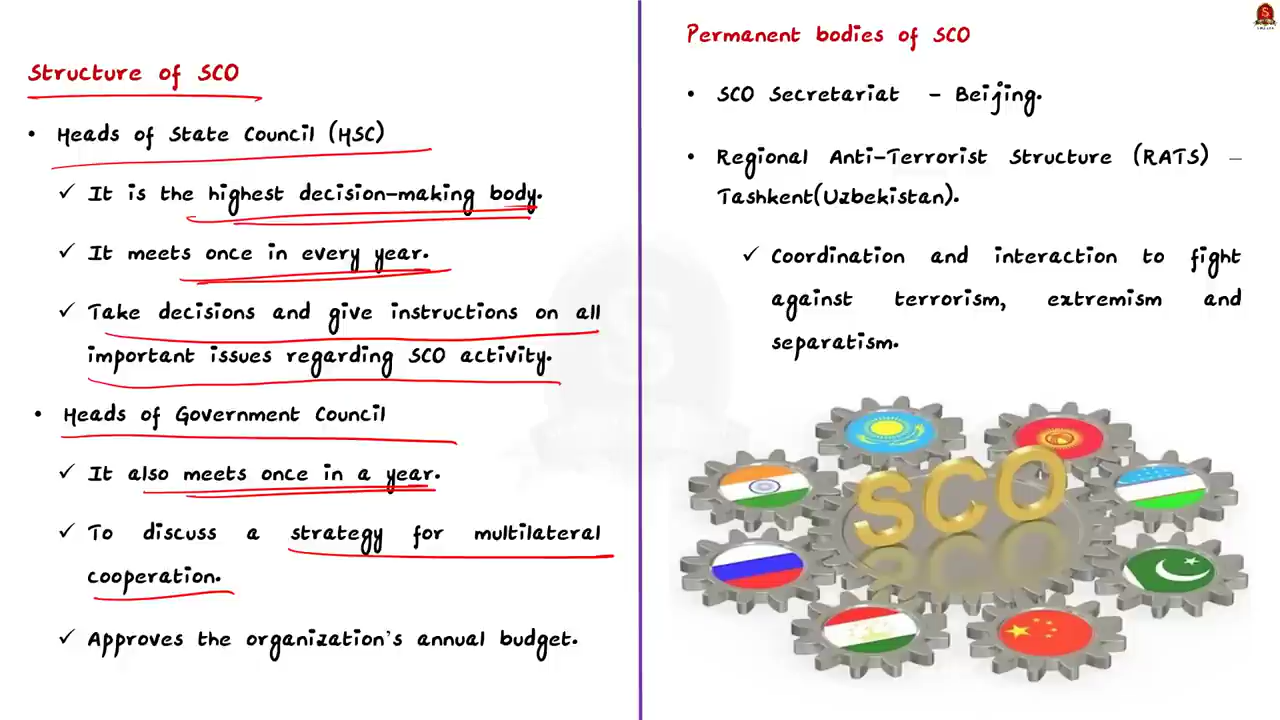 Structure of SCO
• Heads of State Council (HSC)
✓ It is the highest decision-making body.
✓ It meets once in every year.
✓ Take decisions and give instructions on all
important issues regarding SCO activity.
• Heads of Government Council
✓ It also meets once in a year.
✓ To discuss a strategy for multilateral
cooperation.
✓ Approves the organization's annual budget.
Permanent bodies of SCO
• SCO Secretariat - Beijing.
• Regional Anti-Terrorist Structure (RATS) –
Tashkent(Uzbekistan).
✓ Coordination and interaction to fight
against terrorism, extremism and
separatism.
SCO